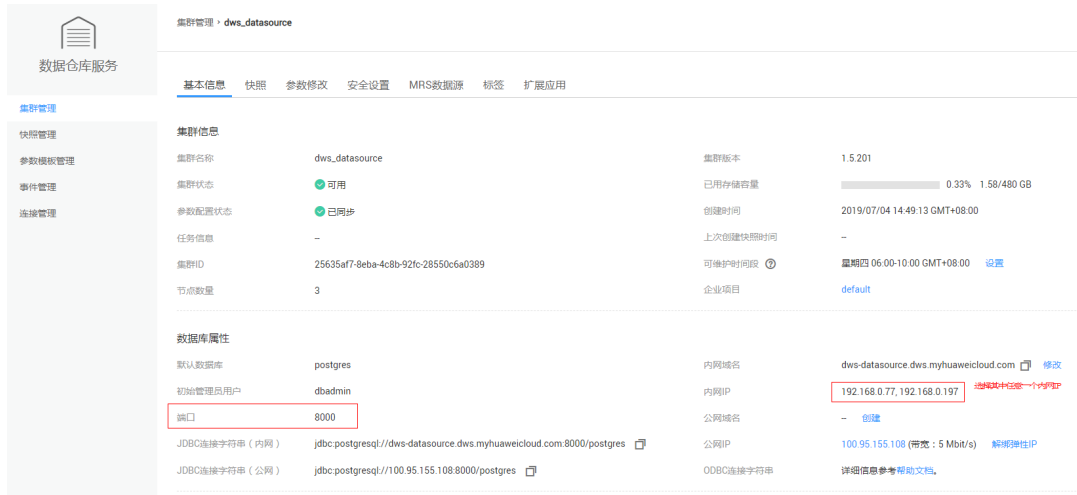 数据仓库服务
集群管理
快照管理
参数模板管理
事件管理
连接管理
集群管理 › dws_datasource
基本信息 快照 参数修改 安全设置 MRS数据源 标签 扩展应用
集群信息
集群名称 dws_datasource 集群版本 1.5.201
集群状态 可用 已用存储容量 0.33% 1.58/480 GB
参数配置状态 已同步 创建时间 2019/07/04 14:49:13 GMT+08:00
任务信息 – 上次创建快照时间 –
集群ID 25635af7-8eba-4c8b-92fc-28550c6a0389 可维护时间段 ? 星期四 06:00-10:00 GMT+08:00 设置
节点数量 3 企业项目 default
数据库属性
默认数据库 postgres 内网域名 dws-datasource.dws.myhuaweicloud.com 修改
初始管理员用户 dbadmin 内网IP 192.168.0.77, 192.168.0.197 选择其中任意一个内网IP
端口 8000 公网域名 – 创建
JDBC连接字符串（内网） jdbc:postgresql://dws-datasource.dws.myhuaweicloud.com:8000/postgres 公网IP 100.95.155.108 (带宽：5 Mbit/s) 解绑弹性IP
JDBC连接字符串（公网） jdbc:postgresql://100.95.155.108:8000/postgres ODBC连接字符串 详细信息参考帮助文档。